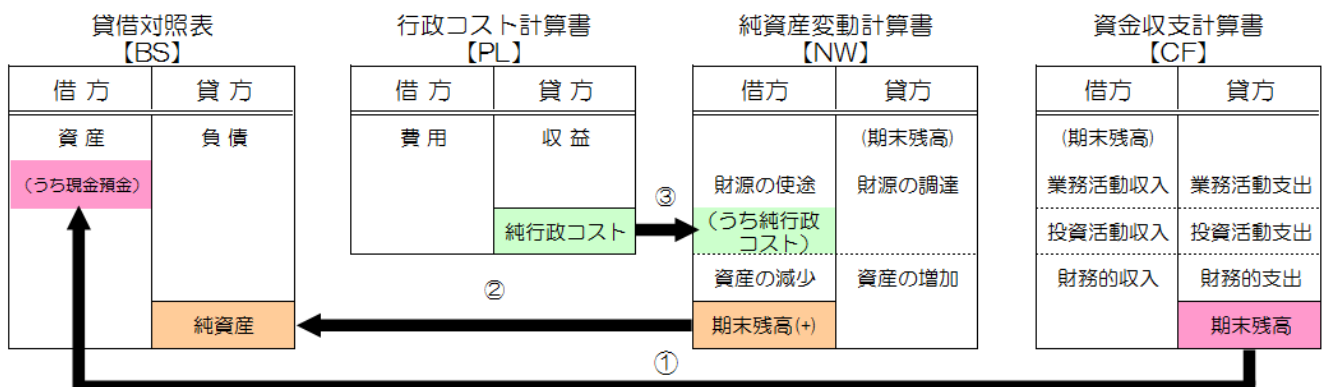 貸借対照表
【BS】
借 方 貸 方
資 産 負 債
(うち現金預金)
純資産
行政コスト計算書
【PL】
借 方 貸 方
費 用 収 益
純行政コスト
③
②
①
純資産変動計算書
【NW】
借方 貸方
(期末残高)
財源の使途 財源の調達
(うち純行政
コスト)
資産の減少 資産の増加
期末残高(+)
資金収支計算書
【CF】
借方 貸方
(期末残高)
業務活動収入 業務活動支出
投資活動収入 投資活動支出
財務的収入 財務的支出
期末残高